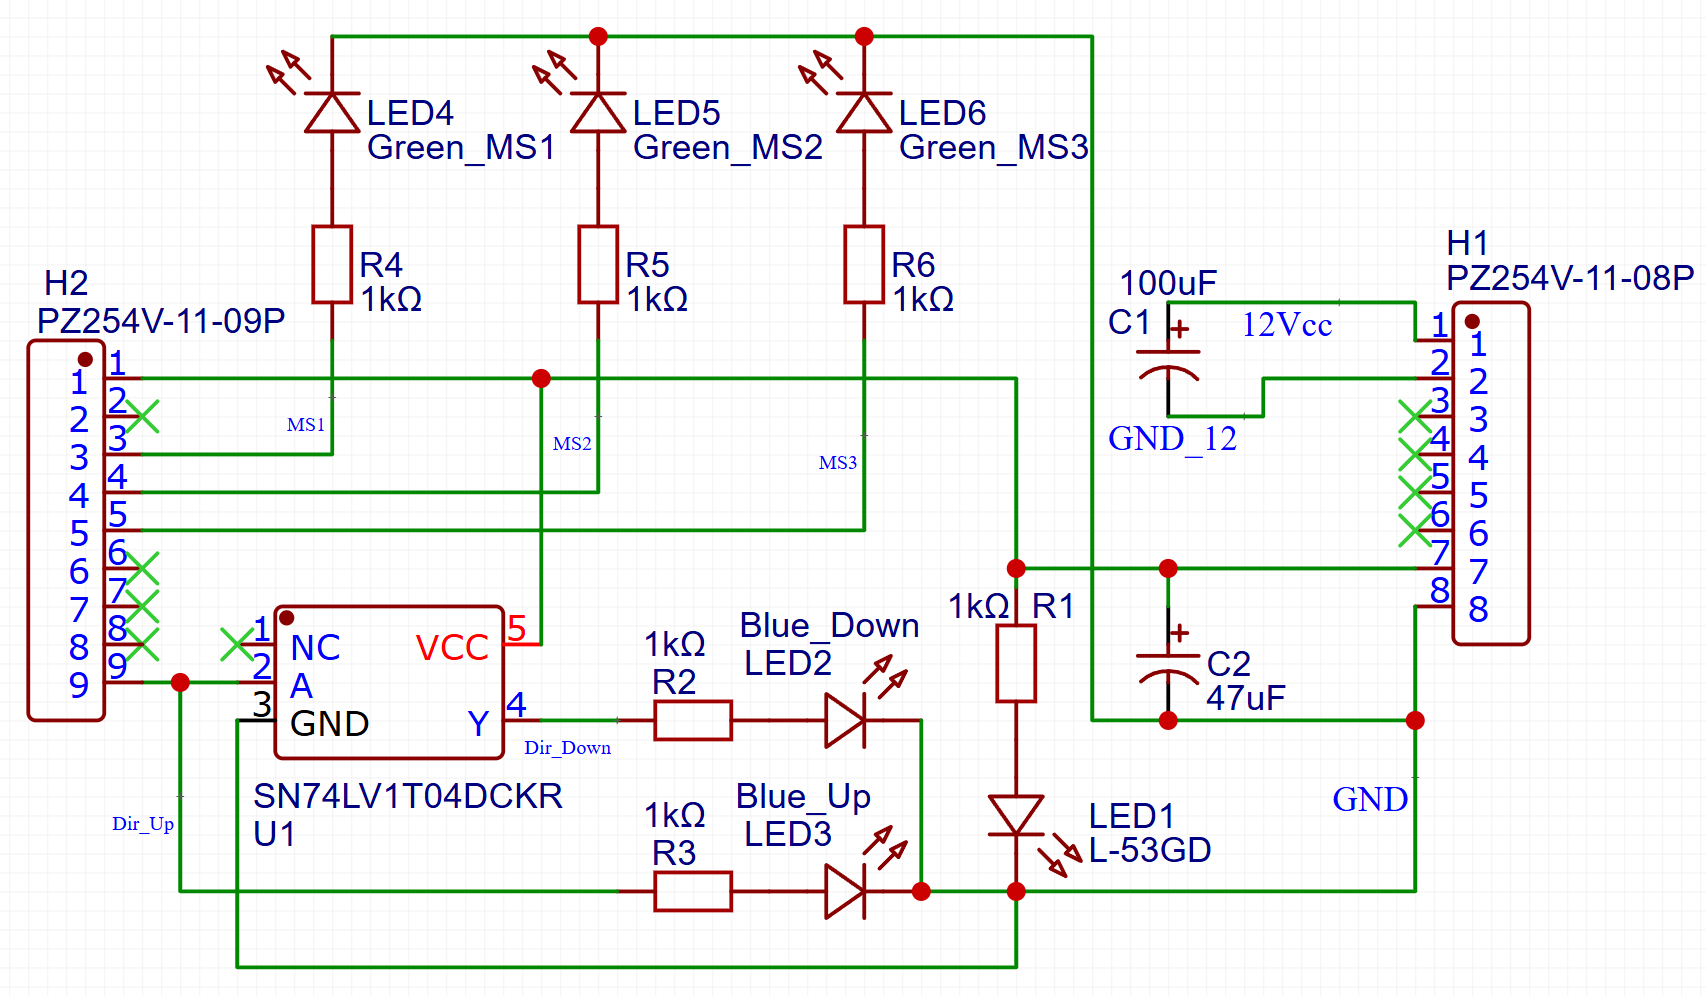 LED4
Green_MS1
LED5
Green_MS2
LED6
Green_MS3
R4
1kΩ
R5
1kΩ
R6
1kΩ
H2
PZ254V-11-09P
1 1
2 2
3 3
4 4
5 5
6 6
7 7
8 8
9 9
MS1
MS2
MS3
H1
PZ254V-11-08P
100uF
C1
+
12Vcc
GND_12
1 1
2 2
3 3
4 4
5 5
6 6
7 7
8 8
1 NC
2 A
3 GND
VCC 5
Y 4
SN74LV1T04DCKR
U1
Dir_Up
Dir_Down
1kΩ
R2
Blue_Down
LED2
1kΩ
R3
Blue_Up
LED3
1kΩ R1
+
C2
47uF
LED1
L-53GD
GND